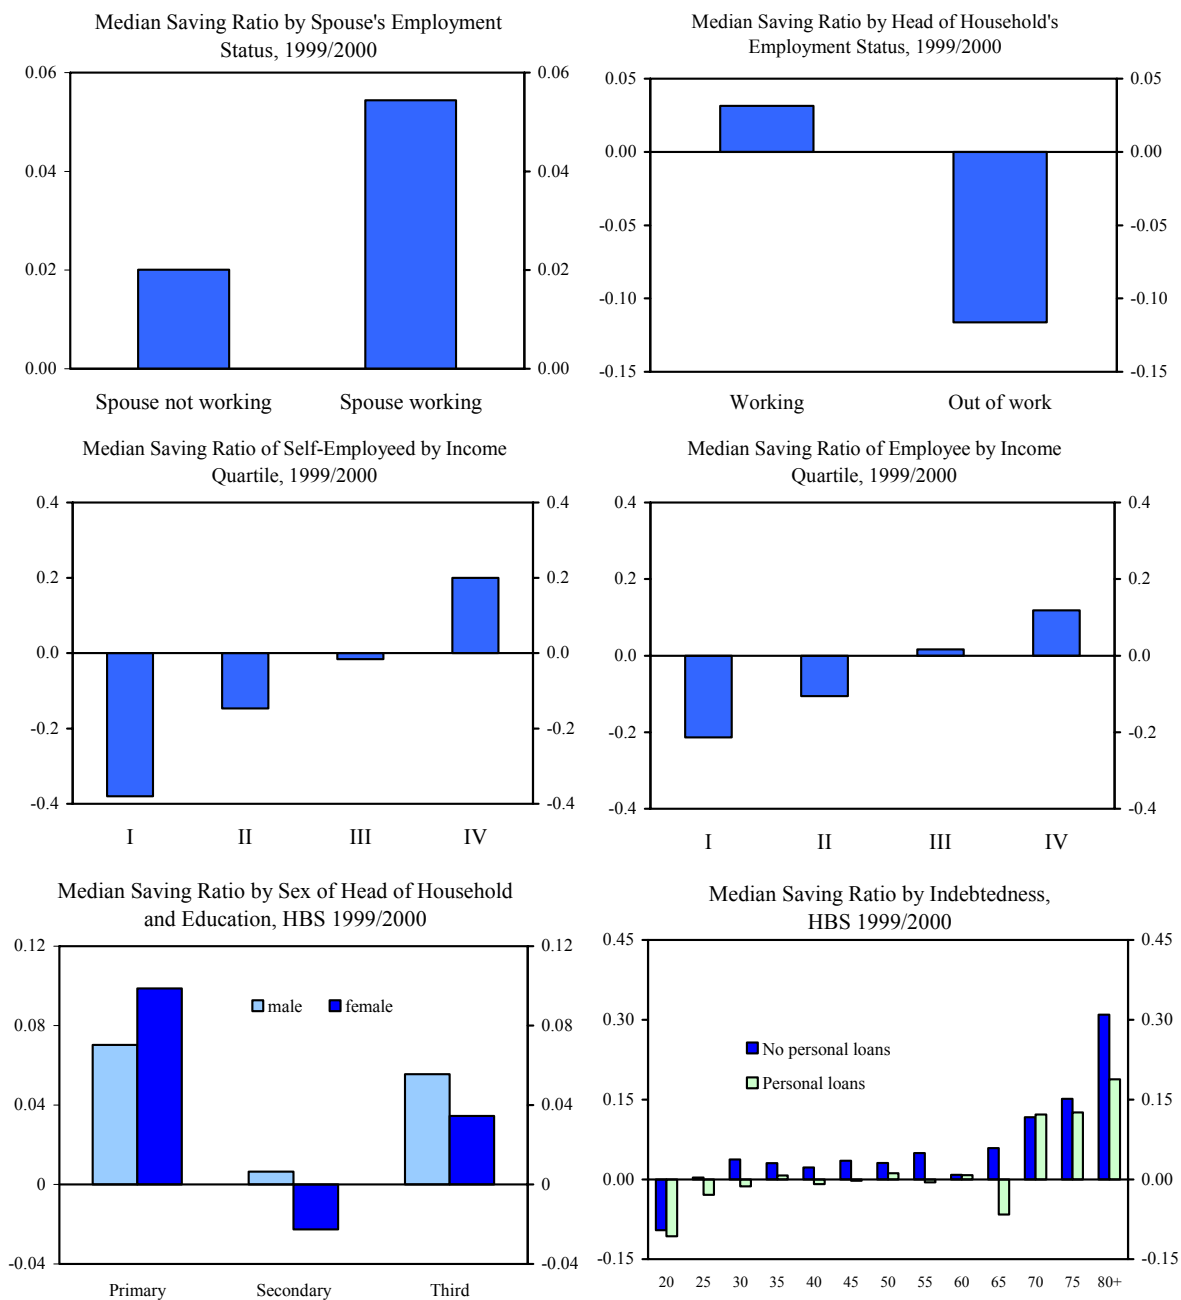 Median Saving Ratio by Spouse's Employment
Status, 1999/2000
0.06
0.04
0.02
0.00
0.06
0.04
0.02
0.00
Spouse not working
Spouse working
Median Saving Ratio by Head of Household's
Employment Status, 1999/2000
0.05
0.00
-0.05
-0.10
-0.15
0.05
0.00
-0.05
-0.10
-0.15
Working
Out of work
Median Saving Ratio of Self-Employeed by Income
Quartile, 1999/2000
0.4
0.2
0.0
-0.2
-0.4
0.4
0.2
0.0
-0.2
-0.4
I
II
III
IV
Median Saving Ratio of Employee by Income
Quartile, 1999/2000
0.4
0.2
0.0
-0.2
-0.4
0.4
0.2
0.0
-0.2
-0.4
I
II
III
IV
Median Saving Ratio by Sex of Head of Household
and Education, HBS 1999/2000
0.12
0.08
0.04
0
-0.04
0.12
0.08
0.04
0
-0.04
male
female
Primary
Secondary
Third
Median Saving Ratio by Indebtedness,
HBS 1999/2000
0.45
0.30
0.15
0.00
-0.15
0.45
0.30
0.15
0.00
-0.15
No personal loans
Personal loans
20
25
30
35
40
45
50
55
60
65
70
75
80+